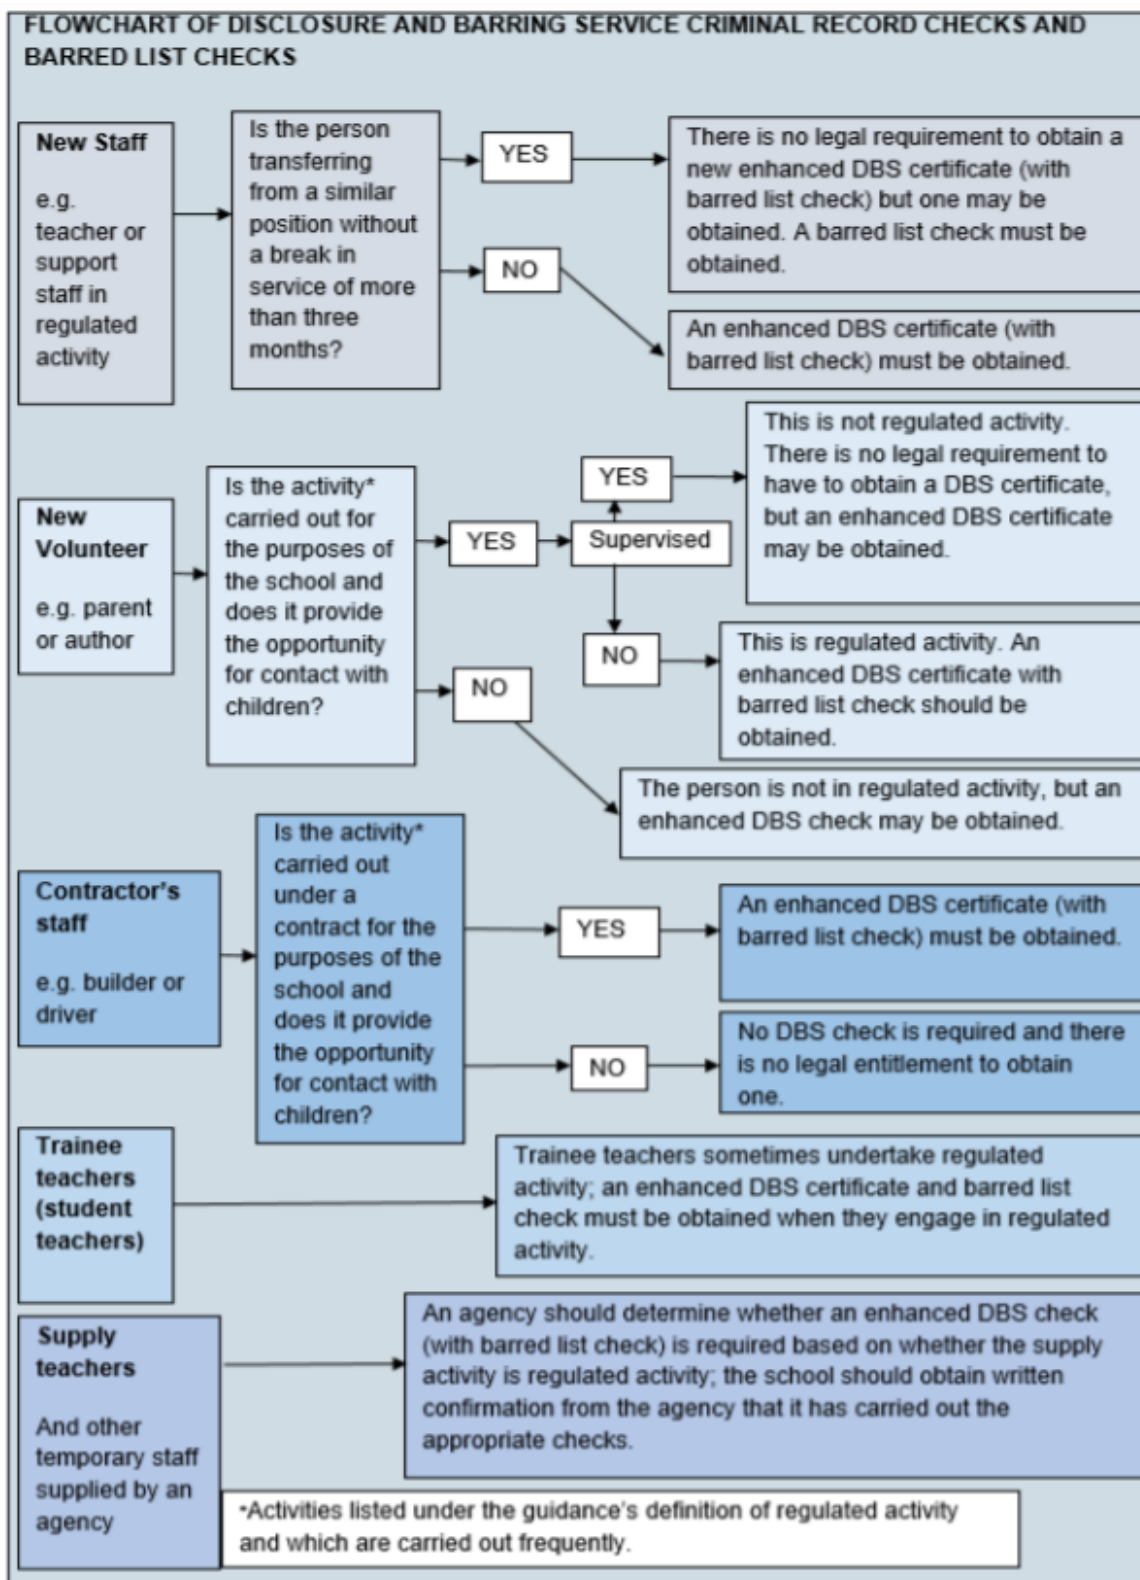 FLOWCHART OF DISCLOSURE AND BARRING SERVICE CRIMINAL RECORD CHECKS AND
BARRED LIST CHECKS
New Staff
e.g.
teacher or
support
staff in
regulated
activity
Is the person
transferring
from a similar
position without
a break in
service of more
than three
months?
YES
There is no legal requirement to obtain a
new enhanced DBS certificate (with
barred list check) but one may be
obtained. A barred list check must be
obtained.
NO
An enhanced DBS certificate (with
barred list check) must be obtained.
New
Volunteer
e.g. parent
or author
Is the activity*
carried out for
the purposes of
the school and
does it provide
the opportunity
for contact with
children?
YES
Supervised
YES
This is not regulated activity.
There is no legal requirement to
have to obtain a DBS certificate,
but an enhanced DBS certificate
may be obtained.
NO
This is regulated activity. An
enhanced DBS certificate with
barred list check should be
obtained.
NO
The person is not in regulated activity, but an
enhanced DBS check may be obtained.
Contractor's
staff
e.g. builder or
driver
Is the activity*
carried out
under a
contract for the
purposes of the
school and
does it provide
the opportunity
for contact with
children?
YES
An enhanced DBS certificate (with
barred list check) must be obtained.
NO
No DBS check is required and there
is no legal entitlement to obtain
one.
Trainee
teachers
(student
teachers)
Trainee teachers sometimes undertake regulated
activity; an enhanced DBS certificate and barred list
check must be obtained when they engage in regulated
activity.
Supply
teachers
And other
temporary staff
supplied by an
agency
An agency should determine whether an enhanced DBS check
(with barred list check) is required based on whether the supply
activity is regulated activity; the school should obtain written
confirmation from the agency that it has carried out the
appropriate checks.
*Activities listed under the guidance's definition of regulated activity
and which are carried out frequently.